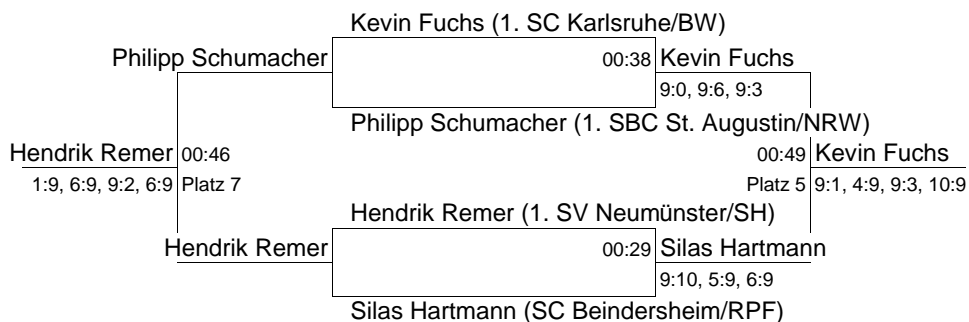 Kevin Fuchs (1. SC Karlsruhe/BW)
Philipp Schumacher 00:38 Kevin Fuchs
9:0, 9:6, 9:3
Philipp Schumacher (1. SBC St. Augustin/NRW)
Hendrik Remer 00:46 00:49 Kevin Fuchs
1:9, 6:9, 9:2, 6:9 Platz 7 Platz 5 9:1, 4:9, 9:3, 10:9
Hendrik Remer (1. SV Neumünster/SH)
Hendrik Remer 00:29 Silas Hartmann
9:10, 5:9, 6:9
Silas Hartmann (SC Beindersheim/RPF)